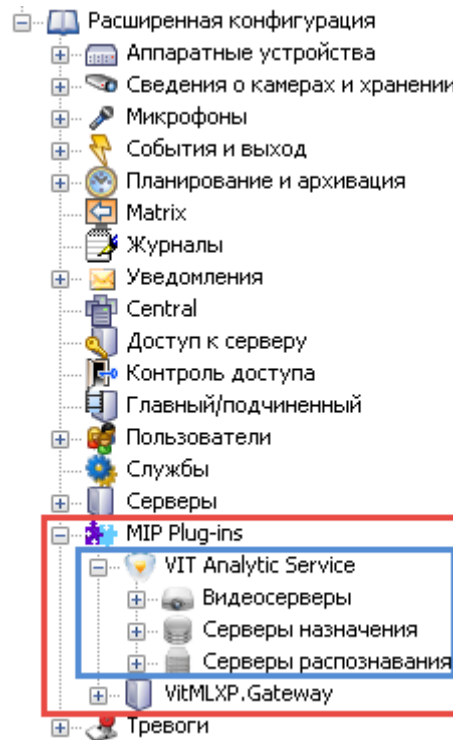 Расширенная конфигурация
Аппаратные устройства
Сведения о камерах и хранении
Микрофоны
События и выход
Планирование и архивация
Matrix
Журналы
Уведомления
Central
Доступ к серверу
Контроль доступа
Главный/подчиненный
Пользователи
Службы
Серверы
MIP Plug-ins
VIT Analytic Service
Видеосерверы
Серверы назначения
Серверы распознавания
VitMLXP.Gateway
Тревоги